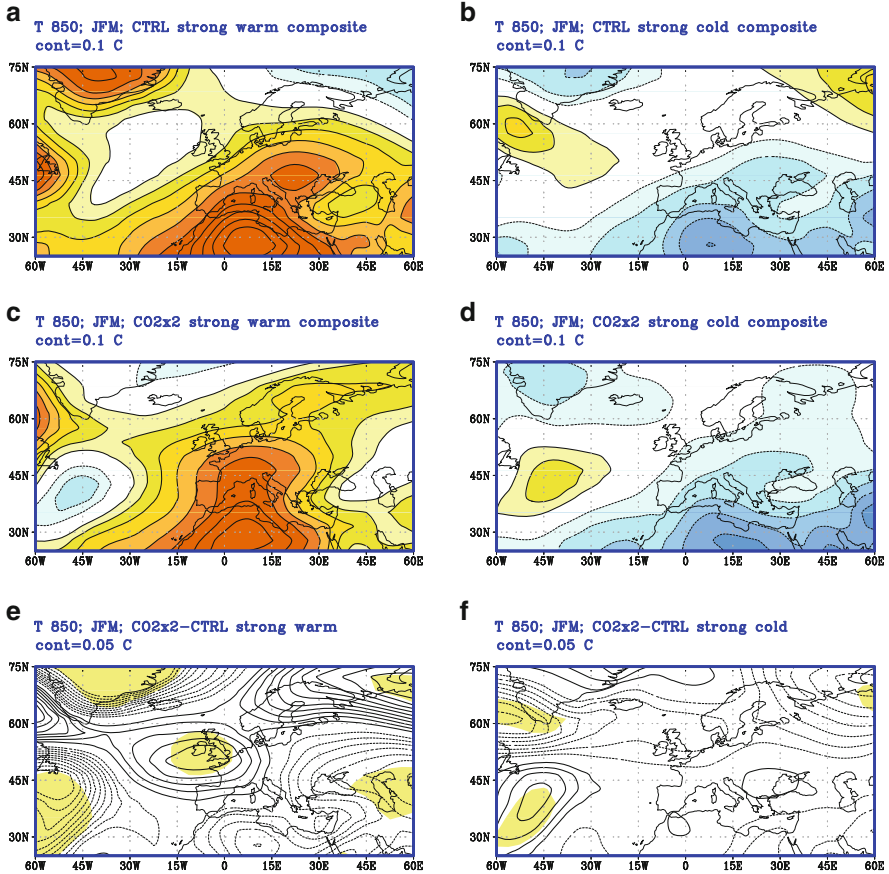 a
T 850; JFM; CTRL strong warm composite
cont=0.1 C
75N
60N
45N
30N
60W 45W 30W 15W 0 15E 30E 45E 60E
b
T 850; JFM; CTRL strong cold composite
cont=0.1 C
75N
60N
45N
30N
60W 45W 30W 15W 0 15E 30E 45E 60E
c
T 850; JFM; CO2x2 strong warm composite
cont=0.1 C
75N
60N
45N
30N
60W 45W 30W 15W 0 15E 30E 45E 60E
d
T 850; JFM; CO2x2 strong cold composite
cont=0.1 C
75N
60N
45N
30N
60W 45W 30W 15W 0 15E 30E 45E 60E
e
T 850; JFM; CO2x2−CTRL strong warm
cont=0.05 C
75N
60N
45N
30N
60W 45W 30W 15W 0 15E 30E 45E 60E
f
T 850; JFM; CO2x2−CTRL strong cold
cont=0.05 C
75N
60N
45N
30N
60W 45W 30W 15W 0 15E 30E 45E 60E